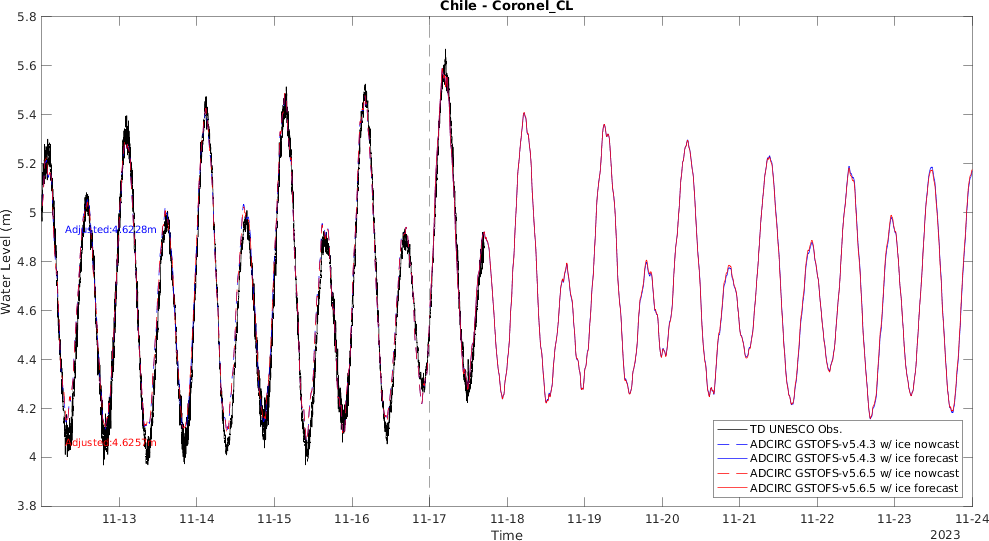 Chile - Coronel_CL
5.8
5.6
5.4
5.2
5
4.8
4.6
4.4
4.2
4
3.8
Water Level (m)
Adjusted:4.6228m
Adjusted:4.6257m
TD UNESCO Obs.
ADCIRC GSTOFS-v5.4.3 w/ ice nowcast
ADCIRC GSTOFS-v5.4.3 w/ ice forecast
ADCIRC GSTOFS-v5.6.5 w/ ice nowcast
ADCIRC GSTOFS-v5.6.5 w/ ice forecast
11-13 11-14 11-15 11-16 11-17 11-18 11-19 11-20 11-21 11-22 11-23 11-24
Time
2023